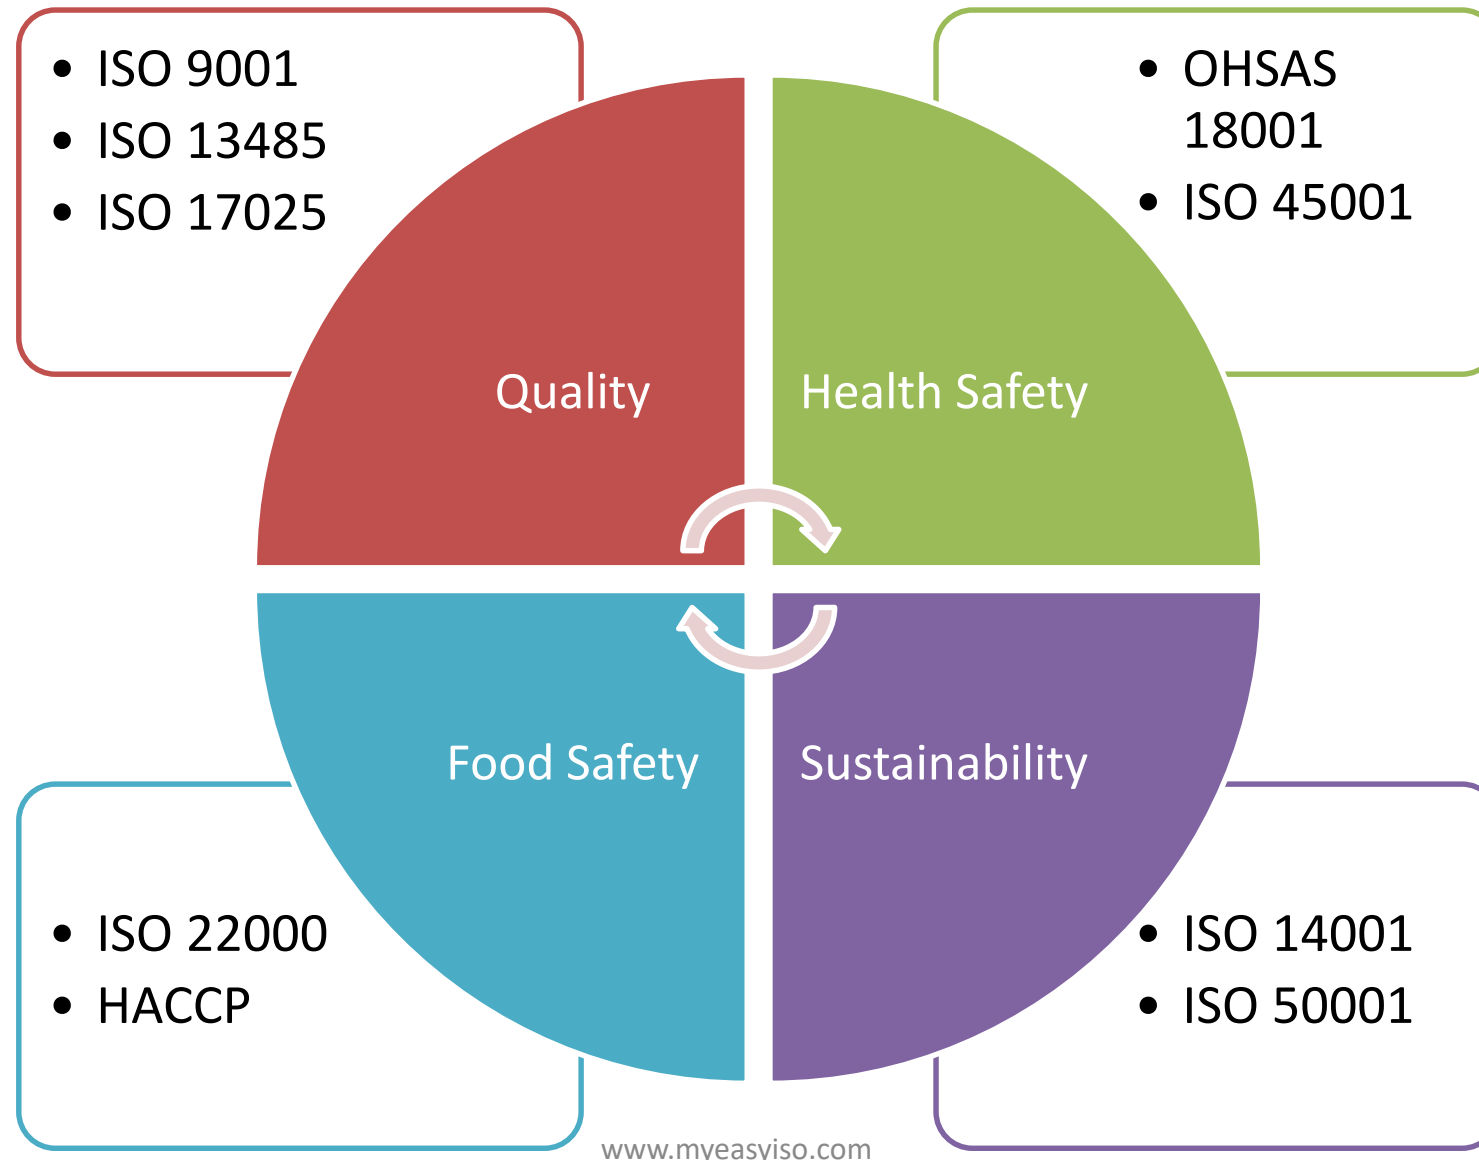 • ISO 9001
• ISO 13485
• ISO 17025
• OHSAS
18001
• ISO 45001
Quality
Health Safety
Food Safety
Sustainability
• ISO 22000
• HACCP
• ISO 14001
• ISO 50001
www.myeasyiso.com